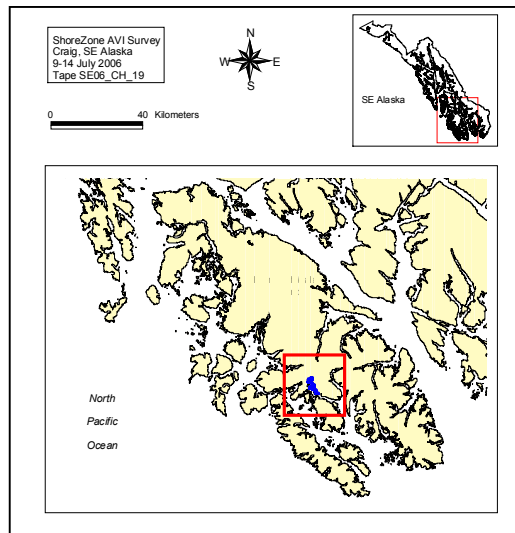 ShoreZone AVI Survey
Craig, SE Alaska
9-14 July 2006
Tape SE06_CH_19
N
W E
S
0 40 Kilometers
SE Alaska
North
Pacific
Ocean